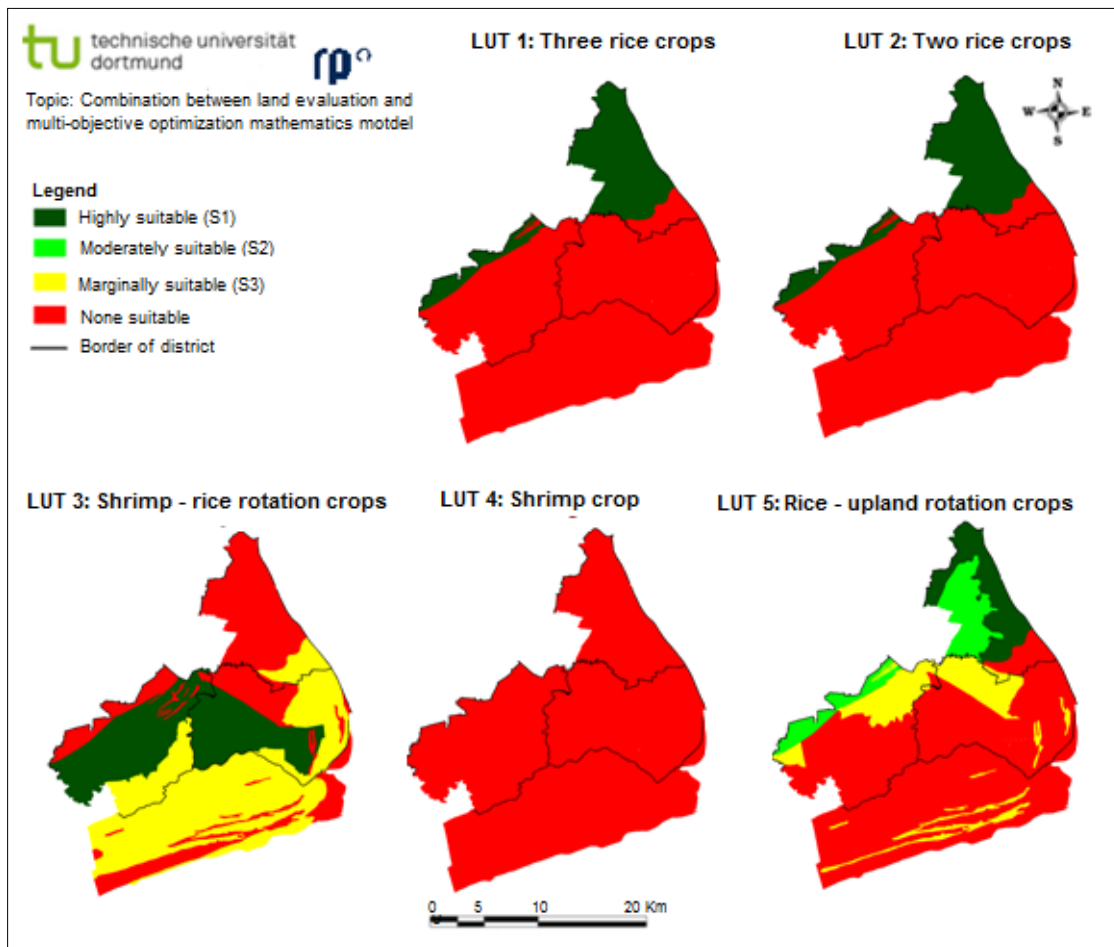 tu technische universität
dortmund
rp
Topic: Combination between land evaluation and
multi-objective optimization mathematics motdel
Legend
Highly suitable (S1)
Moderately suitable (S2)
Marginally suitable (S3)
None suitable
Border of district
LUT 1: Three rice crops
LUT 2: Two rice crops
N
W E
S
LUT 3: Shrimp - rice rotation crops
LUT 4: Shrimp crop
LUT 5: Rice - upland rotation crops
0 5 10 20 Km